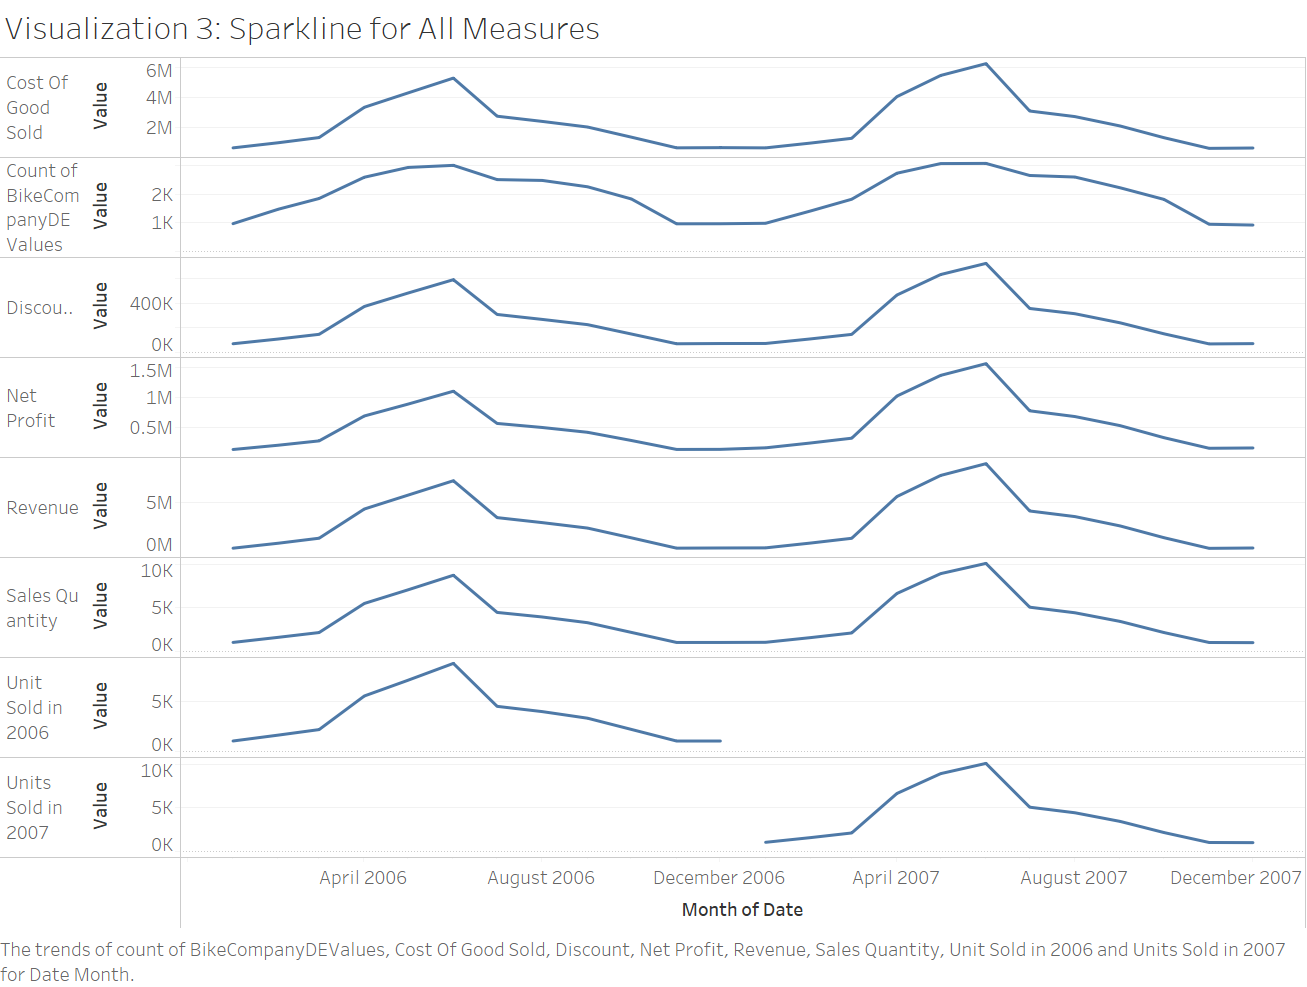 Visualization 3: Sparkline for All Measures
Cost Of
Good
Sold
Value
6M
4M
2M
Count of
BikeCom
panyDE
Values
Value
2K
1K
Discou..
Value
400K
0K
Net
Profit
Value
1.5M
1M
0.5M
Revenue
Value
5M
0M
Sales Qu
antity
Value
10K
5K
0K
Unit
Sold in
2006
Value
5K
0K
Units
Sold in
2007
Value
10K
5K
0K
April 2006
August 2006
December 2006
April 2007
August 2007
December 2007
Month of Date
The trends of count of BikeCompanyDEValues, Cost Of Good Sold, Discount, Net Profit, Revenue, Sales Quantity, Unit Sold in 2006 and Units Sold in 2007
for Date Month.